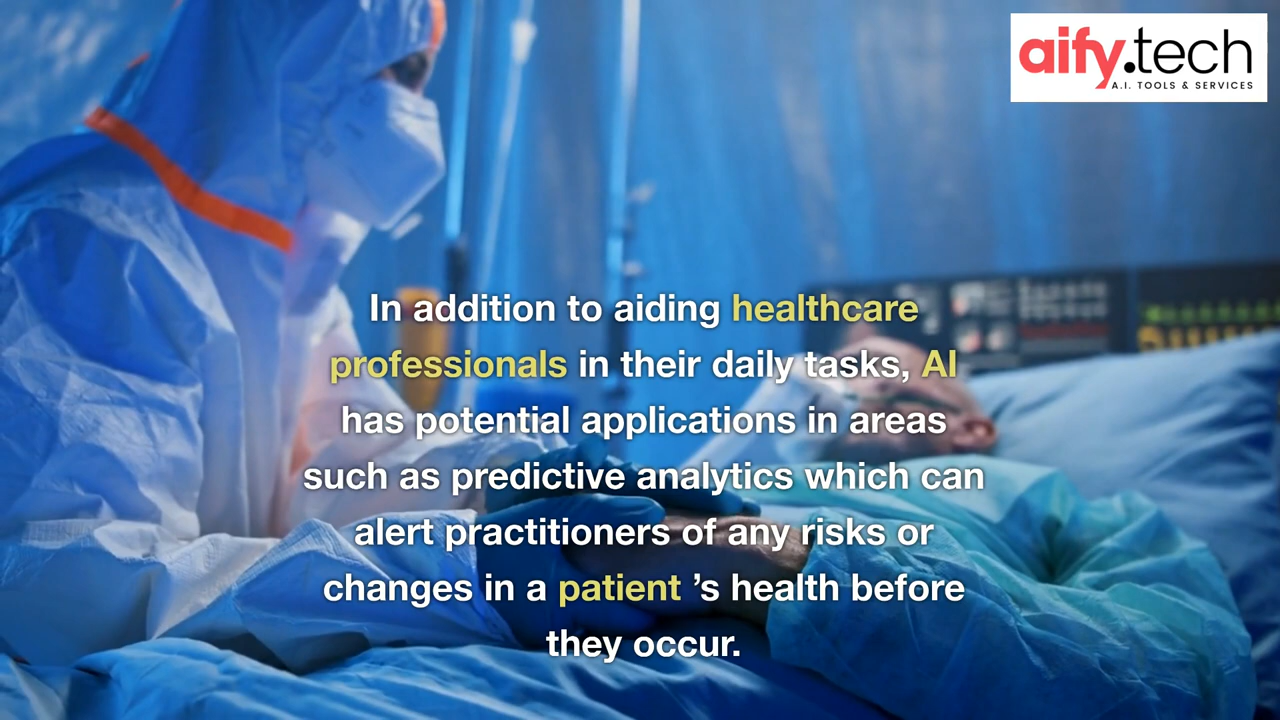 aify.tech
A.I. TOOLS & SERVICES
In addition to aiding healthcare
professionals in their daily tasks, AI
has potential applications in areas
such as predictive analytics which can
alert practitioners of any risks or
changes in a patient 's health before
they occur.